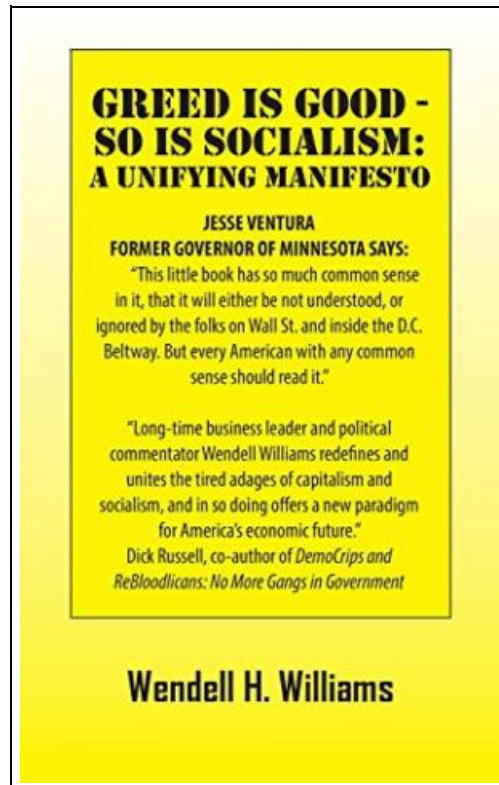 GREED IS GOOD -
SO IS SOCIALISM:
A UNIFYING MANIFESTO
JESSE VENTURA
FORMER GOVERNOR OF MINNESOTA SAYS:
"This little book has so much common sense
in it, that it will either be not understood, or
ignored by the folks on Wall St. and inside the D.C.
Beltway. But every American with any common
sense should read it."
"Long-time business leader and political
commentator Wendell Williams redefines and
unites the tired adages of capitalism and
socialism, and in so doing offers a new paradigm
for America's economic future."
Dick Russell, co-author of DemoCrips and
ReBloodlicans: No More Gangs in Government
Wendell H. Williams